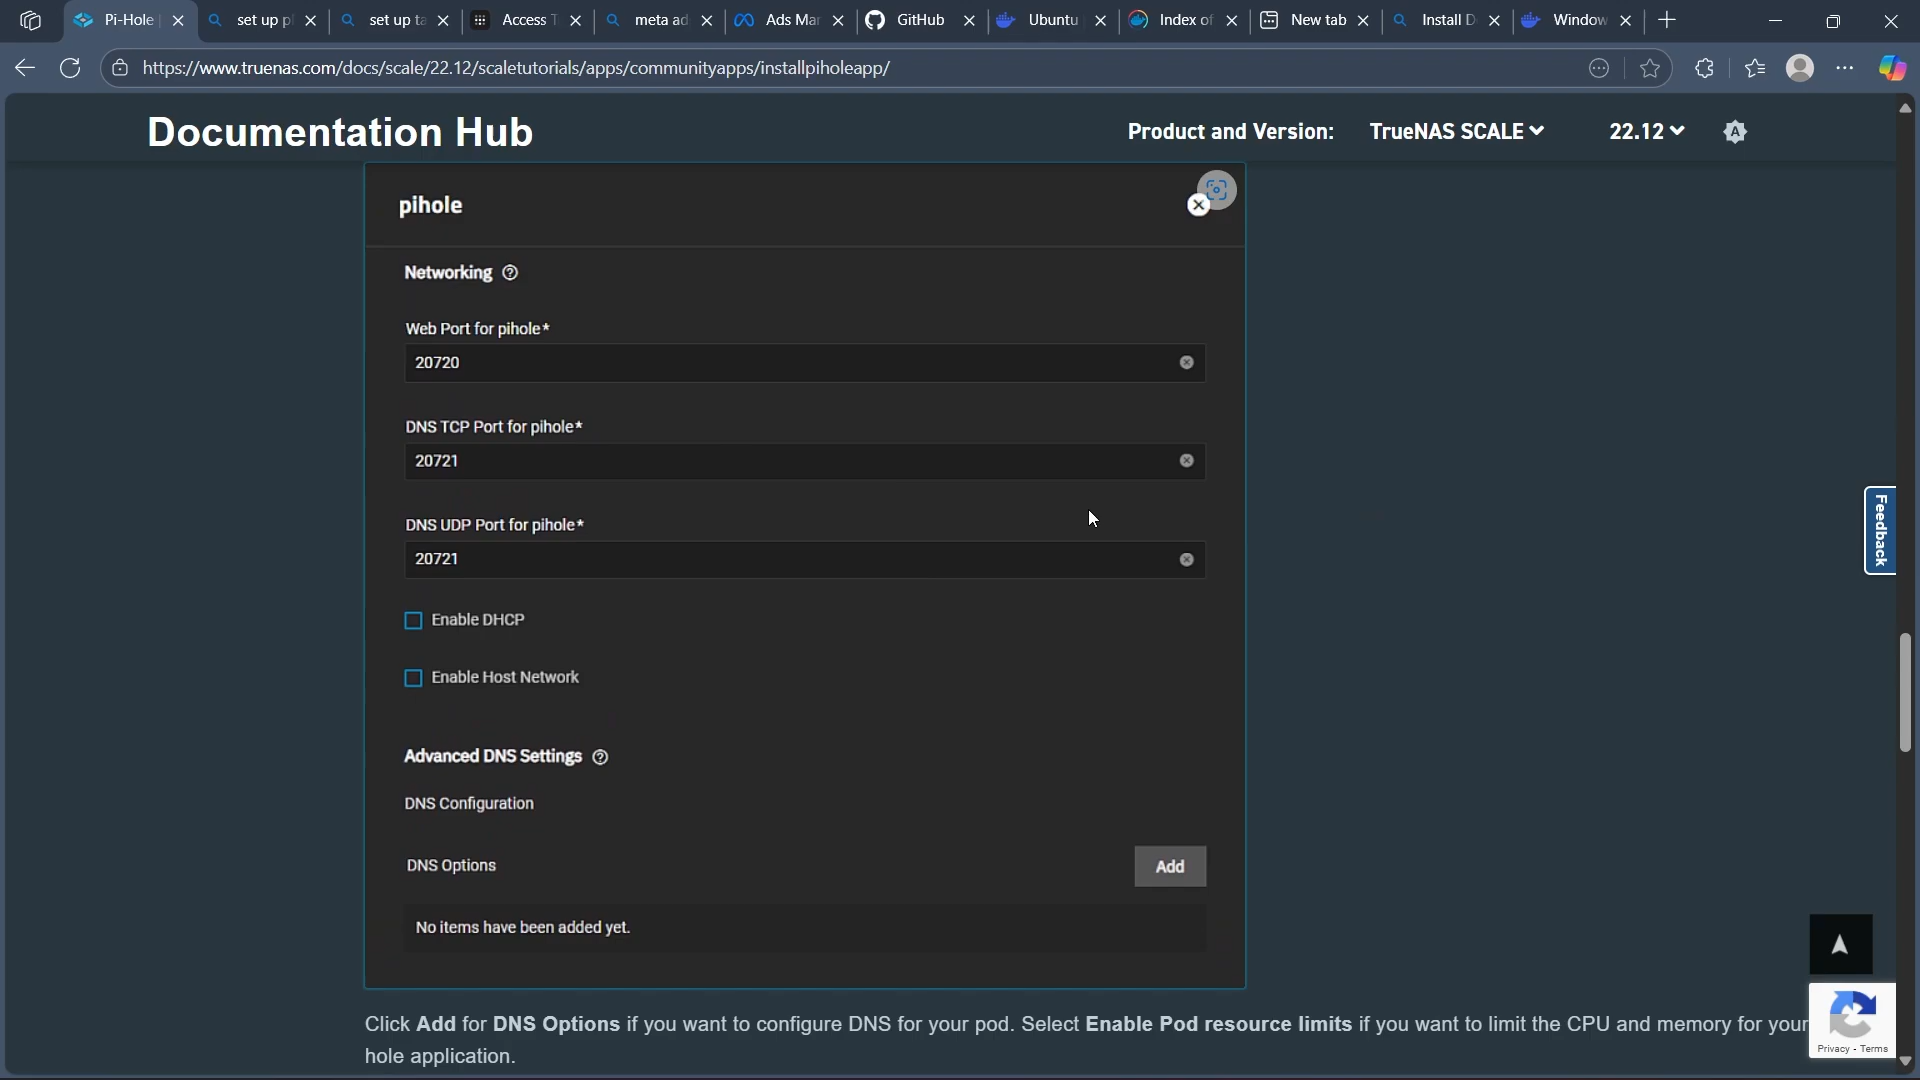 Pi-Hole
set up p
set up ta
Access T
meta ad
Ads Mar
GitHub
Ubuntu
Index of
New tab
Install D
Window
https://www.truenas.com/docs/scale/22.12/scaletutorials/apps/communityapps/installpiholeapp/
Documentation Hub
Product and Version:
TrueNAS SCALE
22.12
A
pihole
Networking
Web Port for pihole*
20720
DNS TCP Port for pihole*
20721
DNS UDP Port for pihole*
20721
Enable DHCP
Enable Host Network
Advanced DNS Settings
DNS Configuration
DNS Options
Add
No items have been added yet.
Feedback
Click Add for DNS Options if you want to configure DNS for your pod. Select Enable Pod resource limits if you want to limit the CPU and memory for your
hole application.
Privacy - Terms